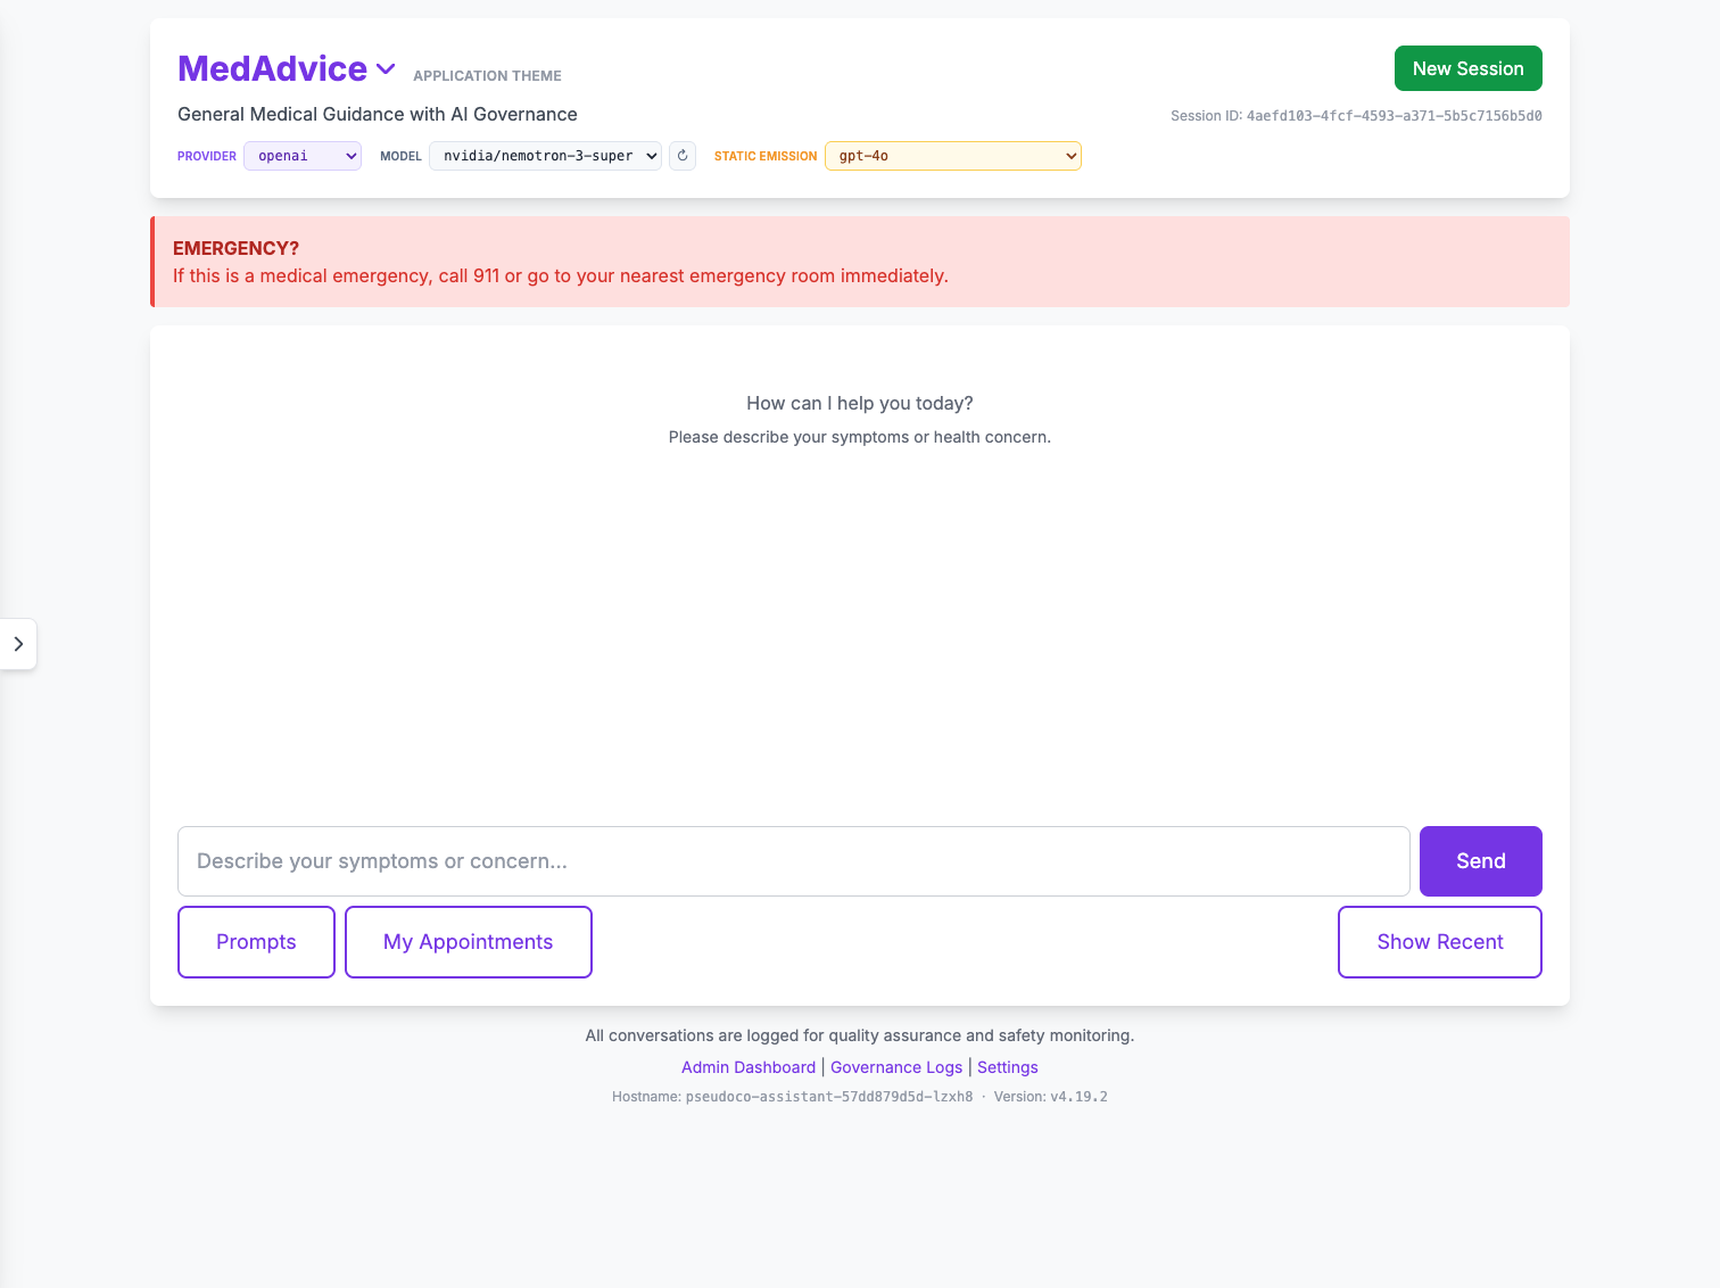 MedAdvice APPLICATION THEME
New Session
General Medical Guidance with AI Governance
Session ID: 4aefd103-4fcf-4593-a371-5b5c7156b5d0
PROVIDER openai MODEL nvidia/nemotron-3-super STATIC EMISSION gpt-4o
EMERGENCY?
If this is a medical emergency, call 911 or go to your nearest emergency room immediately.
How can I help you today?
Please describe your symptoms or health concern.
Describe your symptoms or concern...
Send
Prompts My Appointments Show Recent
All conversations are logged for quality assurance and safety monitoring.
Admin Dashboard | Governance Logs | Settings
Hostname: pseudoco-assistant-57dd879d5d-lzxh8 · Version: v4.19.2